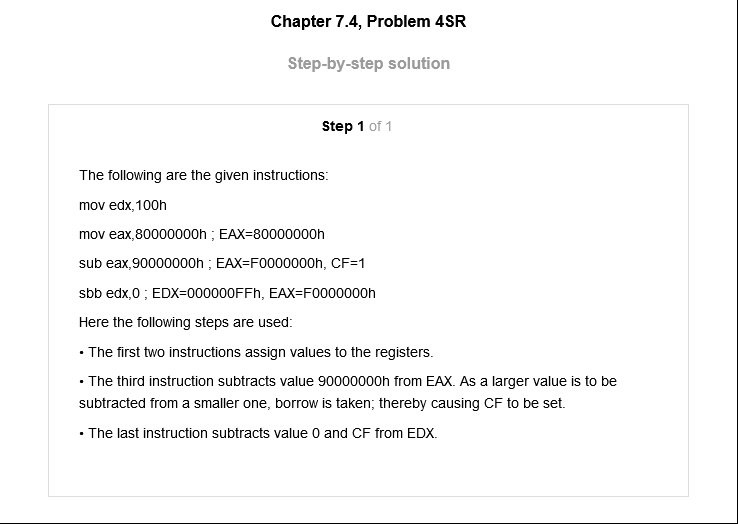 Chapter 7.4, Problem 4SR
Step-by-step solution
Step 1 of 1
The following are the given instructions:
mov edx,100h
mov eax,80000000h ; EAX=80000000h
sub eax,90000000h ; EAX=F0000000h, CF=1
sbb edx,0 ; EDX=000000FFh, EAX=F0000000h
Here the following steps are used:
• The first two instructions assign values to the registers.
• The third instruction subtracts value 90000000h from EAX. As a larger value is to be
subtracted from a smaller one, borrow is taken; thereby causing CF to be set.
• The last instruction subtracts value 0 and CF from EDX.